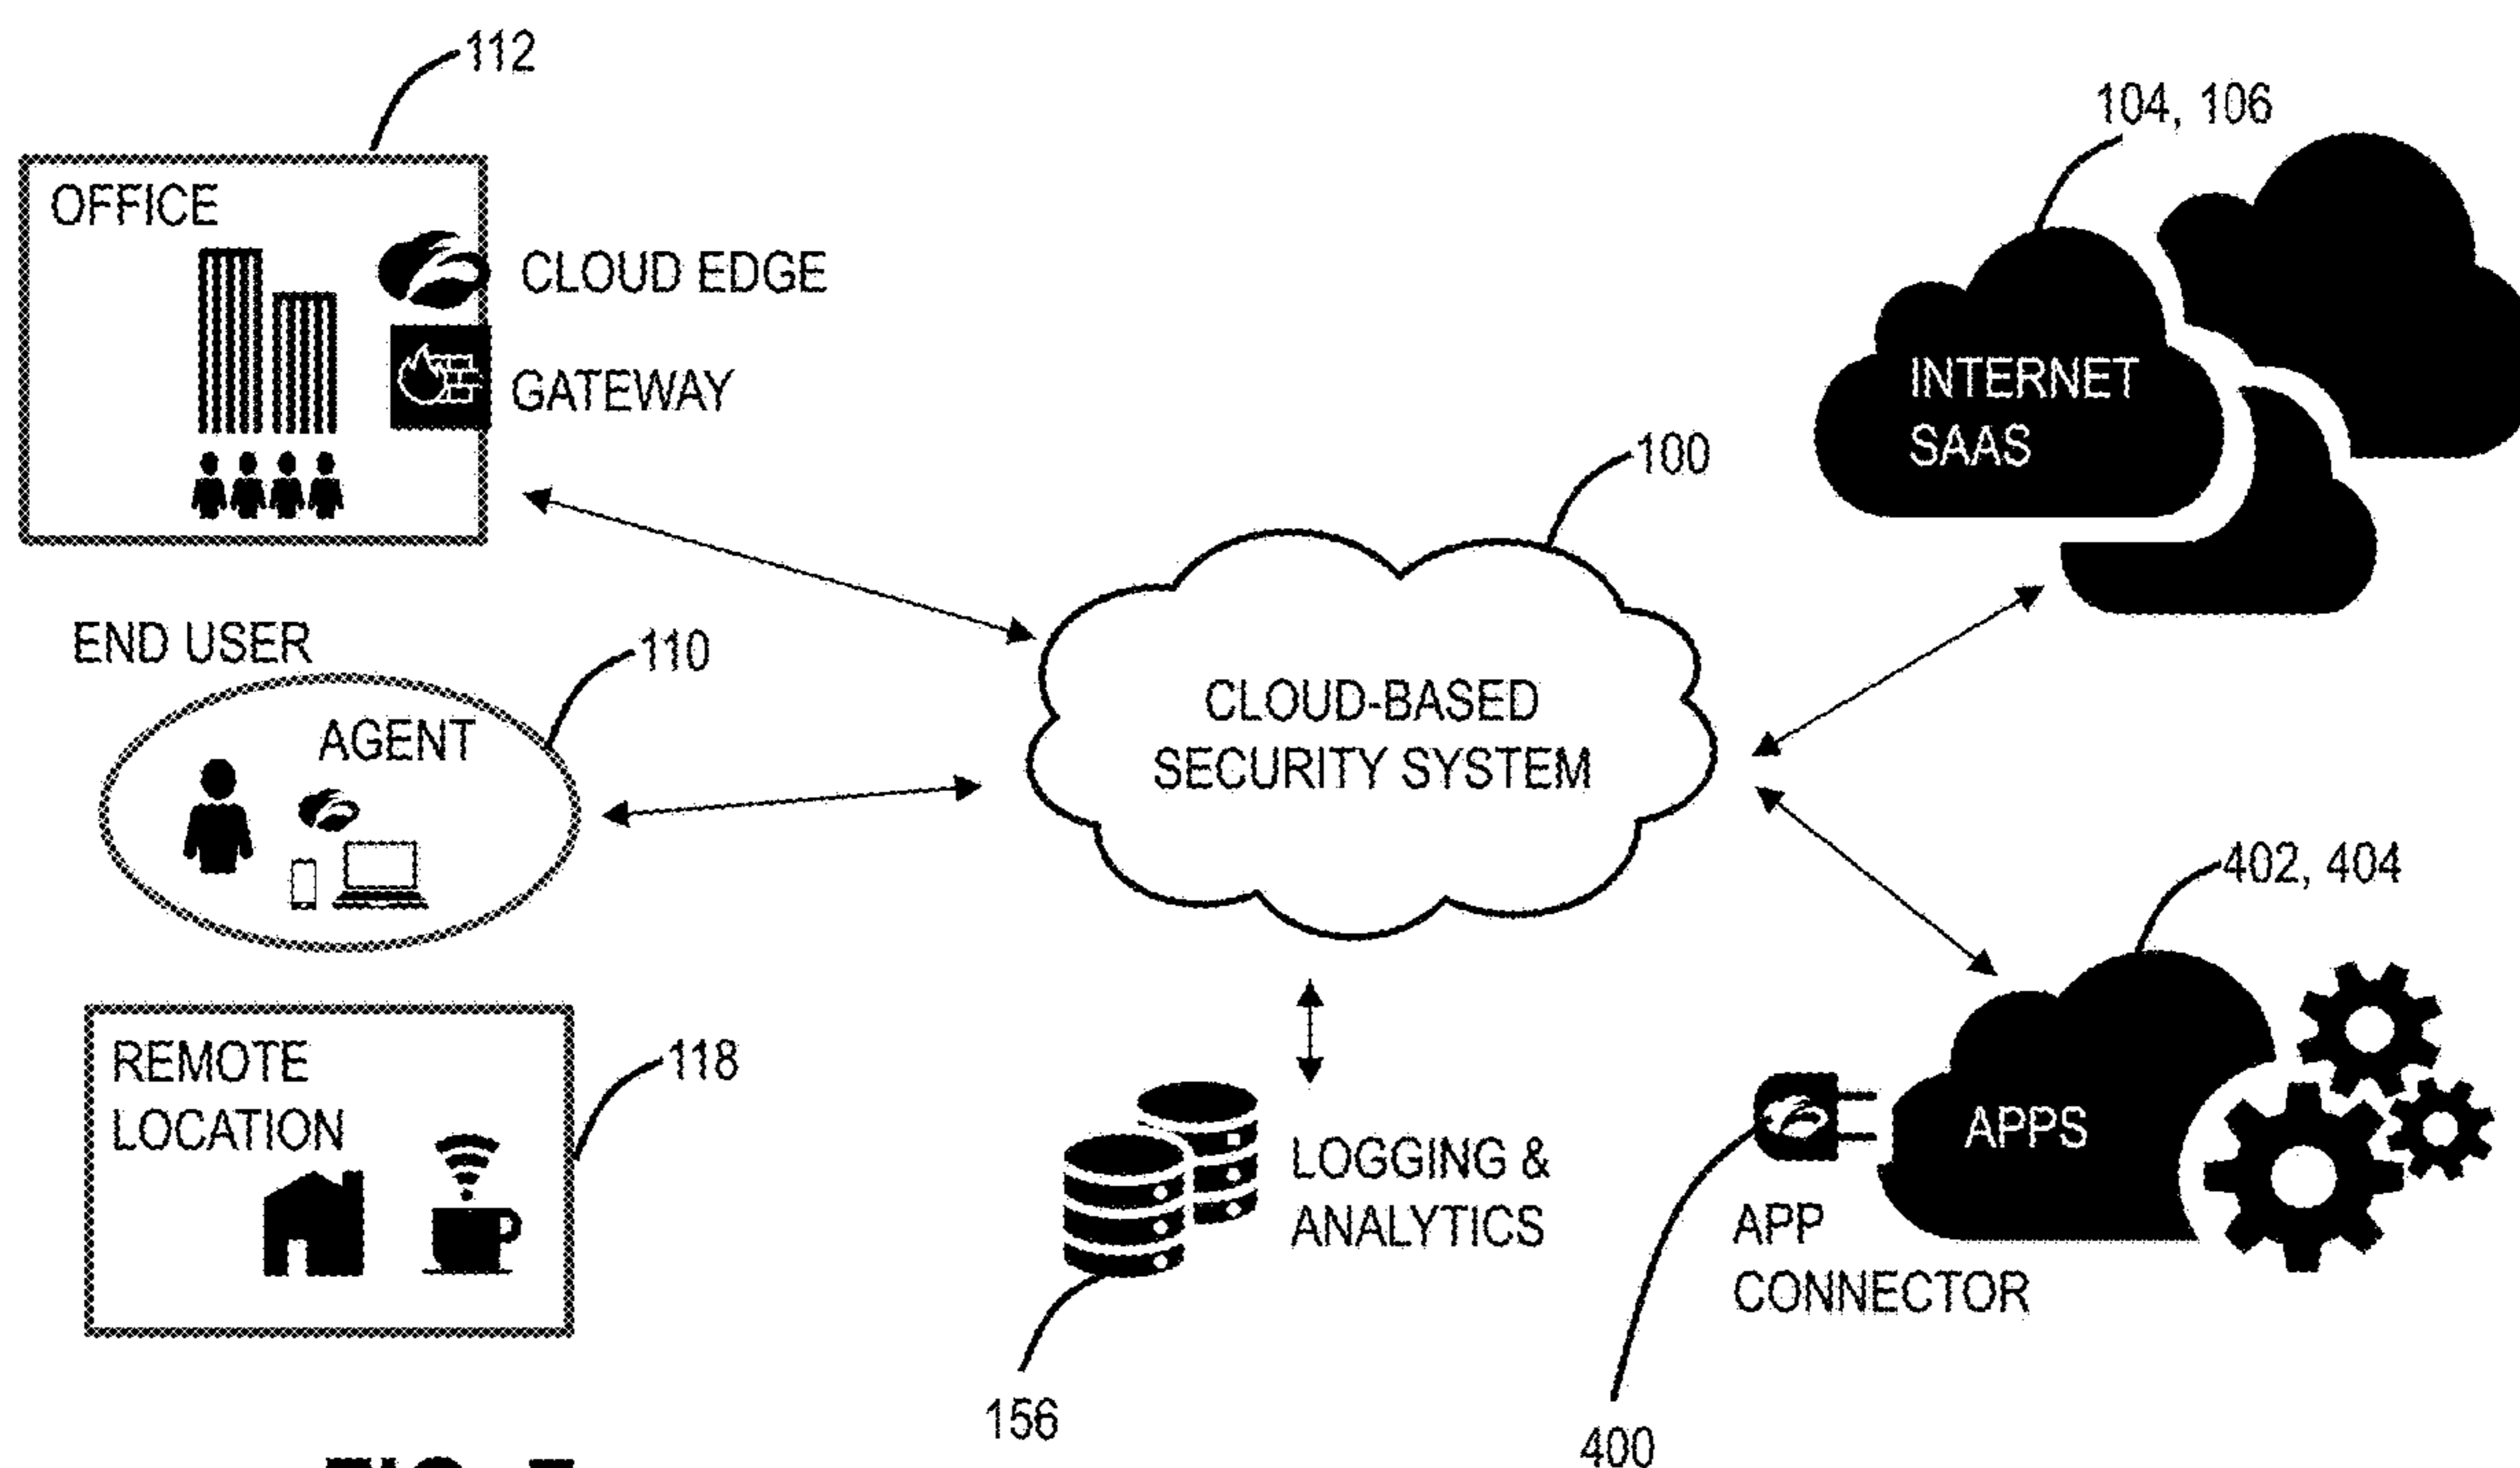 112
104, 106
OFFICE
CLOUD EDGE
GATEWAY
INTERNET
SAAS
100
END USER
110
AGENT
CLOUD-BASED
SECURITY SYSTEM
402, 404
REMOTE
LOCATION
118
LOGGING &
ANALYTICS
APPS
APP
CONNECTOR
156
400